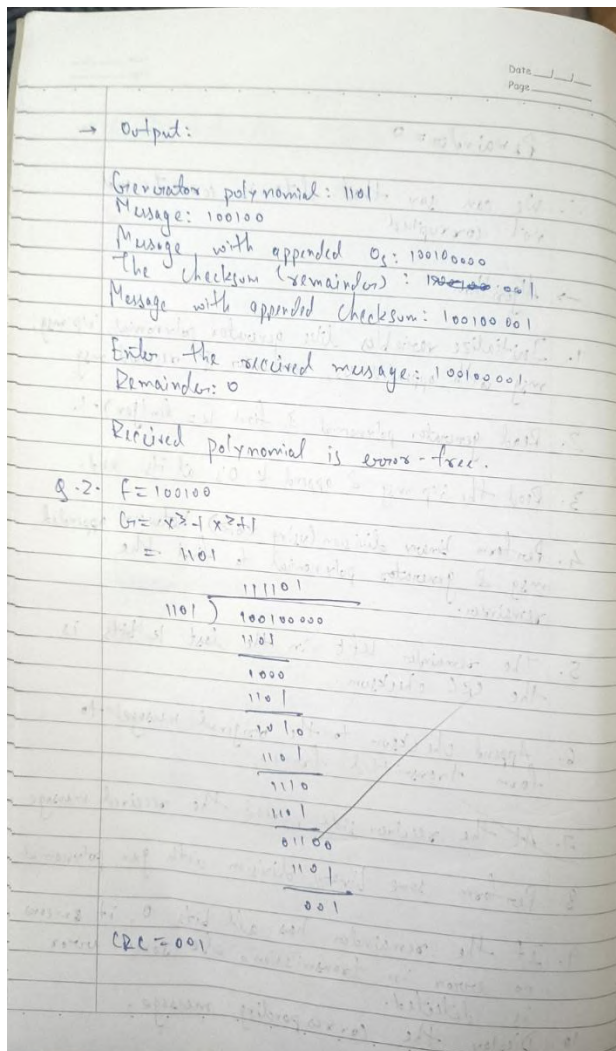 Date
Page
→ Output:
Generator polynomial: 1101
Message: 100100
Message with appended 0s: 100100000
The checksum (remainder): 001
Message with appended checksum: 100100 001
Enter the received message: 100100001
Remainder: 0
Received polynomial is error-free.
Q.2. F = 100100
G = x³+x²+1
= 1101
111101
1101 ) 100100000
1101
1000
1101
1010
1101
1110
1101
01100
1101
001
CRC = 001